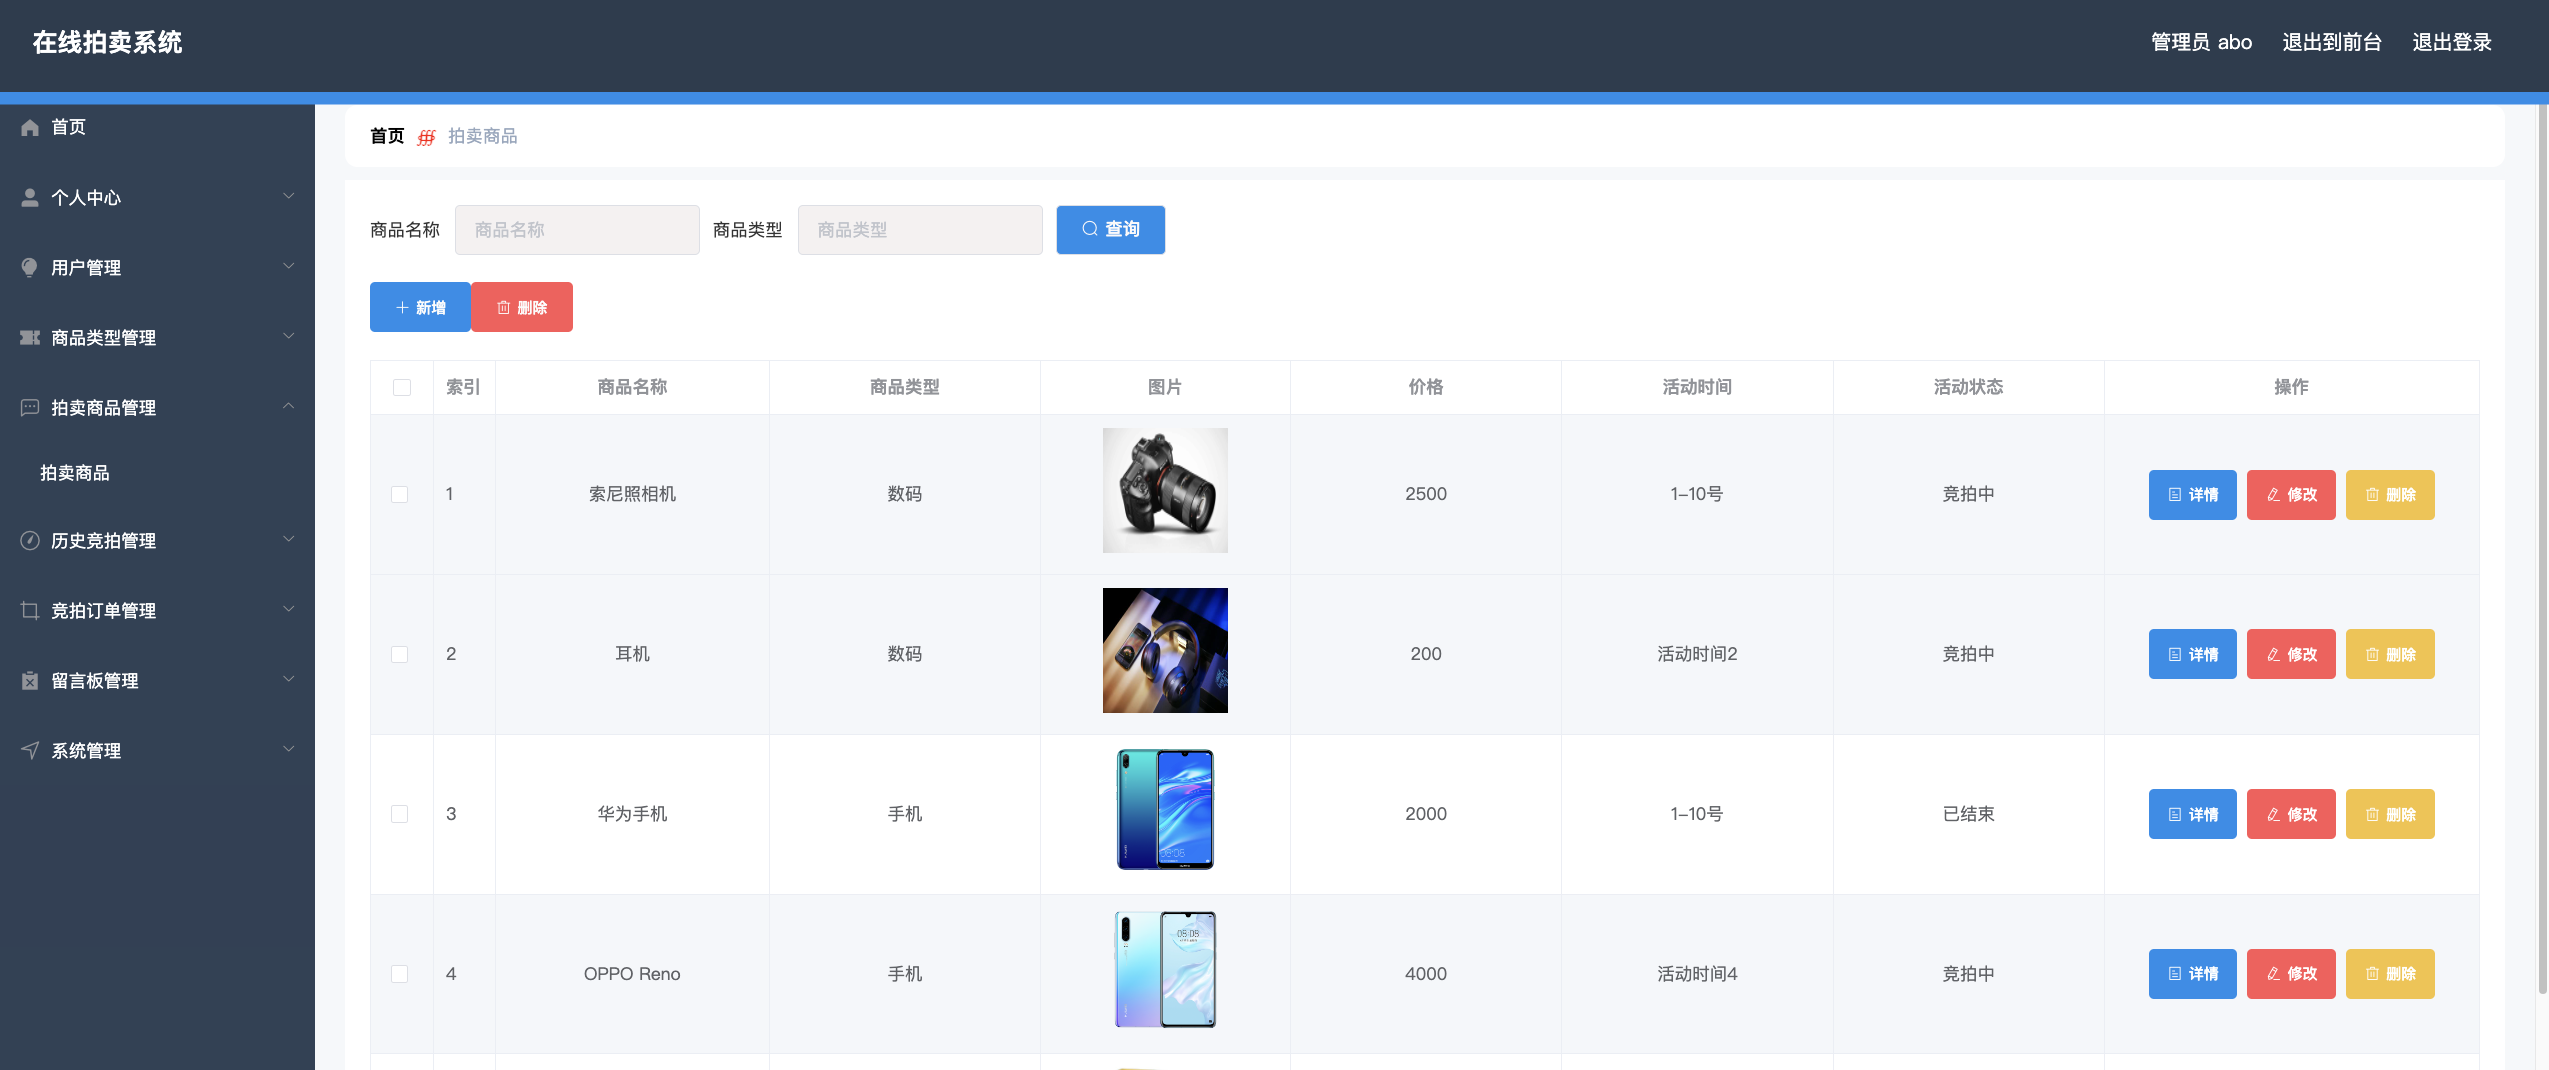 在线拍卖系统
管理员 abo 退出到前台 退出登录
首页
个人中心
用户管理
商品类型管理
拍卖商品管理
拍卖商品
历史竞拍管理
竞拍订单管理
留言板管理
系统管理
首页 拍卖商品
商品名称 商品名称 商品类型 商品类型 查询
新增 删除
索引 商品名称 商品类型 图片 价格 活动时间 活动状态 操作
1 索尼照相机 数码 2500 1-10号 竞拍中 详情 修改 删除
2 耳机 数码 200 活动时间2 竞拍中 详情 修改 删除
3 华为手机 手机 08:08 2000 1-10号 已结束 详情 修改 删除
4 OPPO Reno 手机 08:08 4000 活动时间4 竞拍中 详情 修改 删除